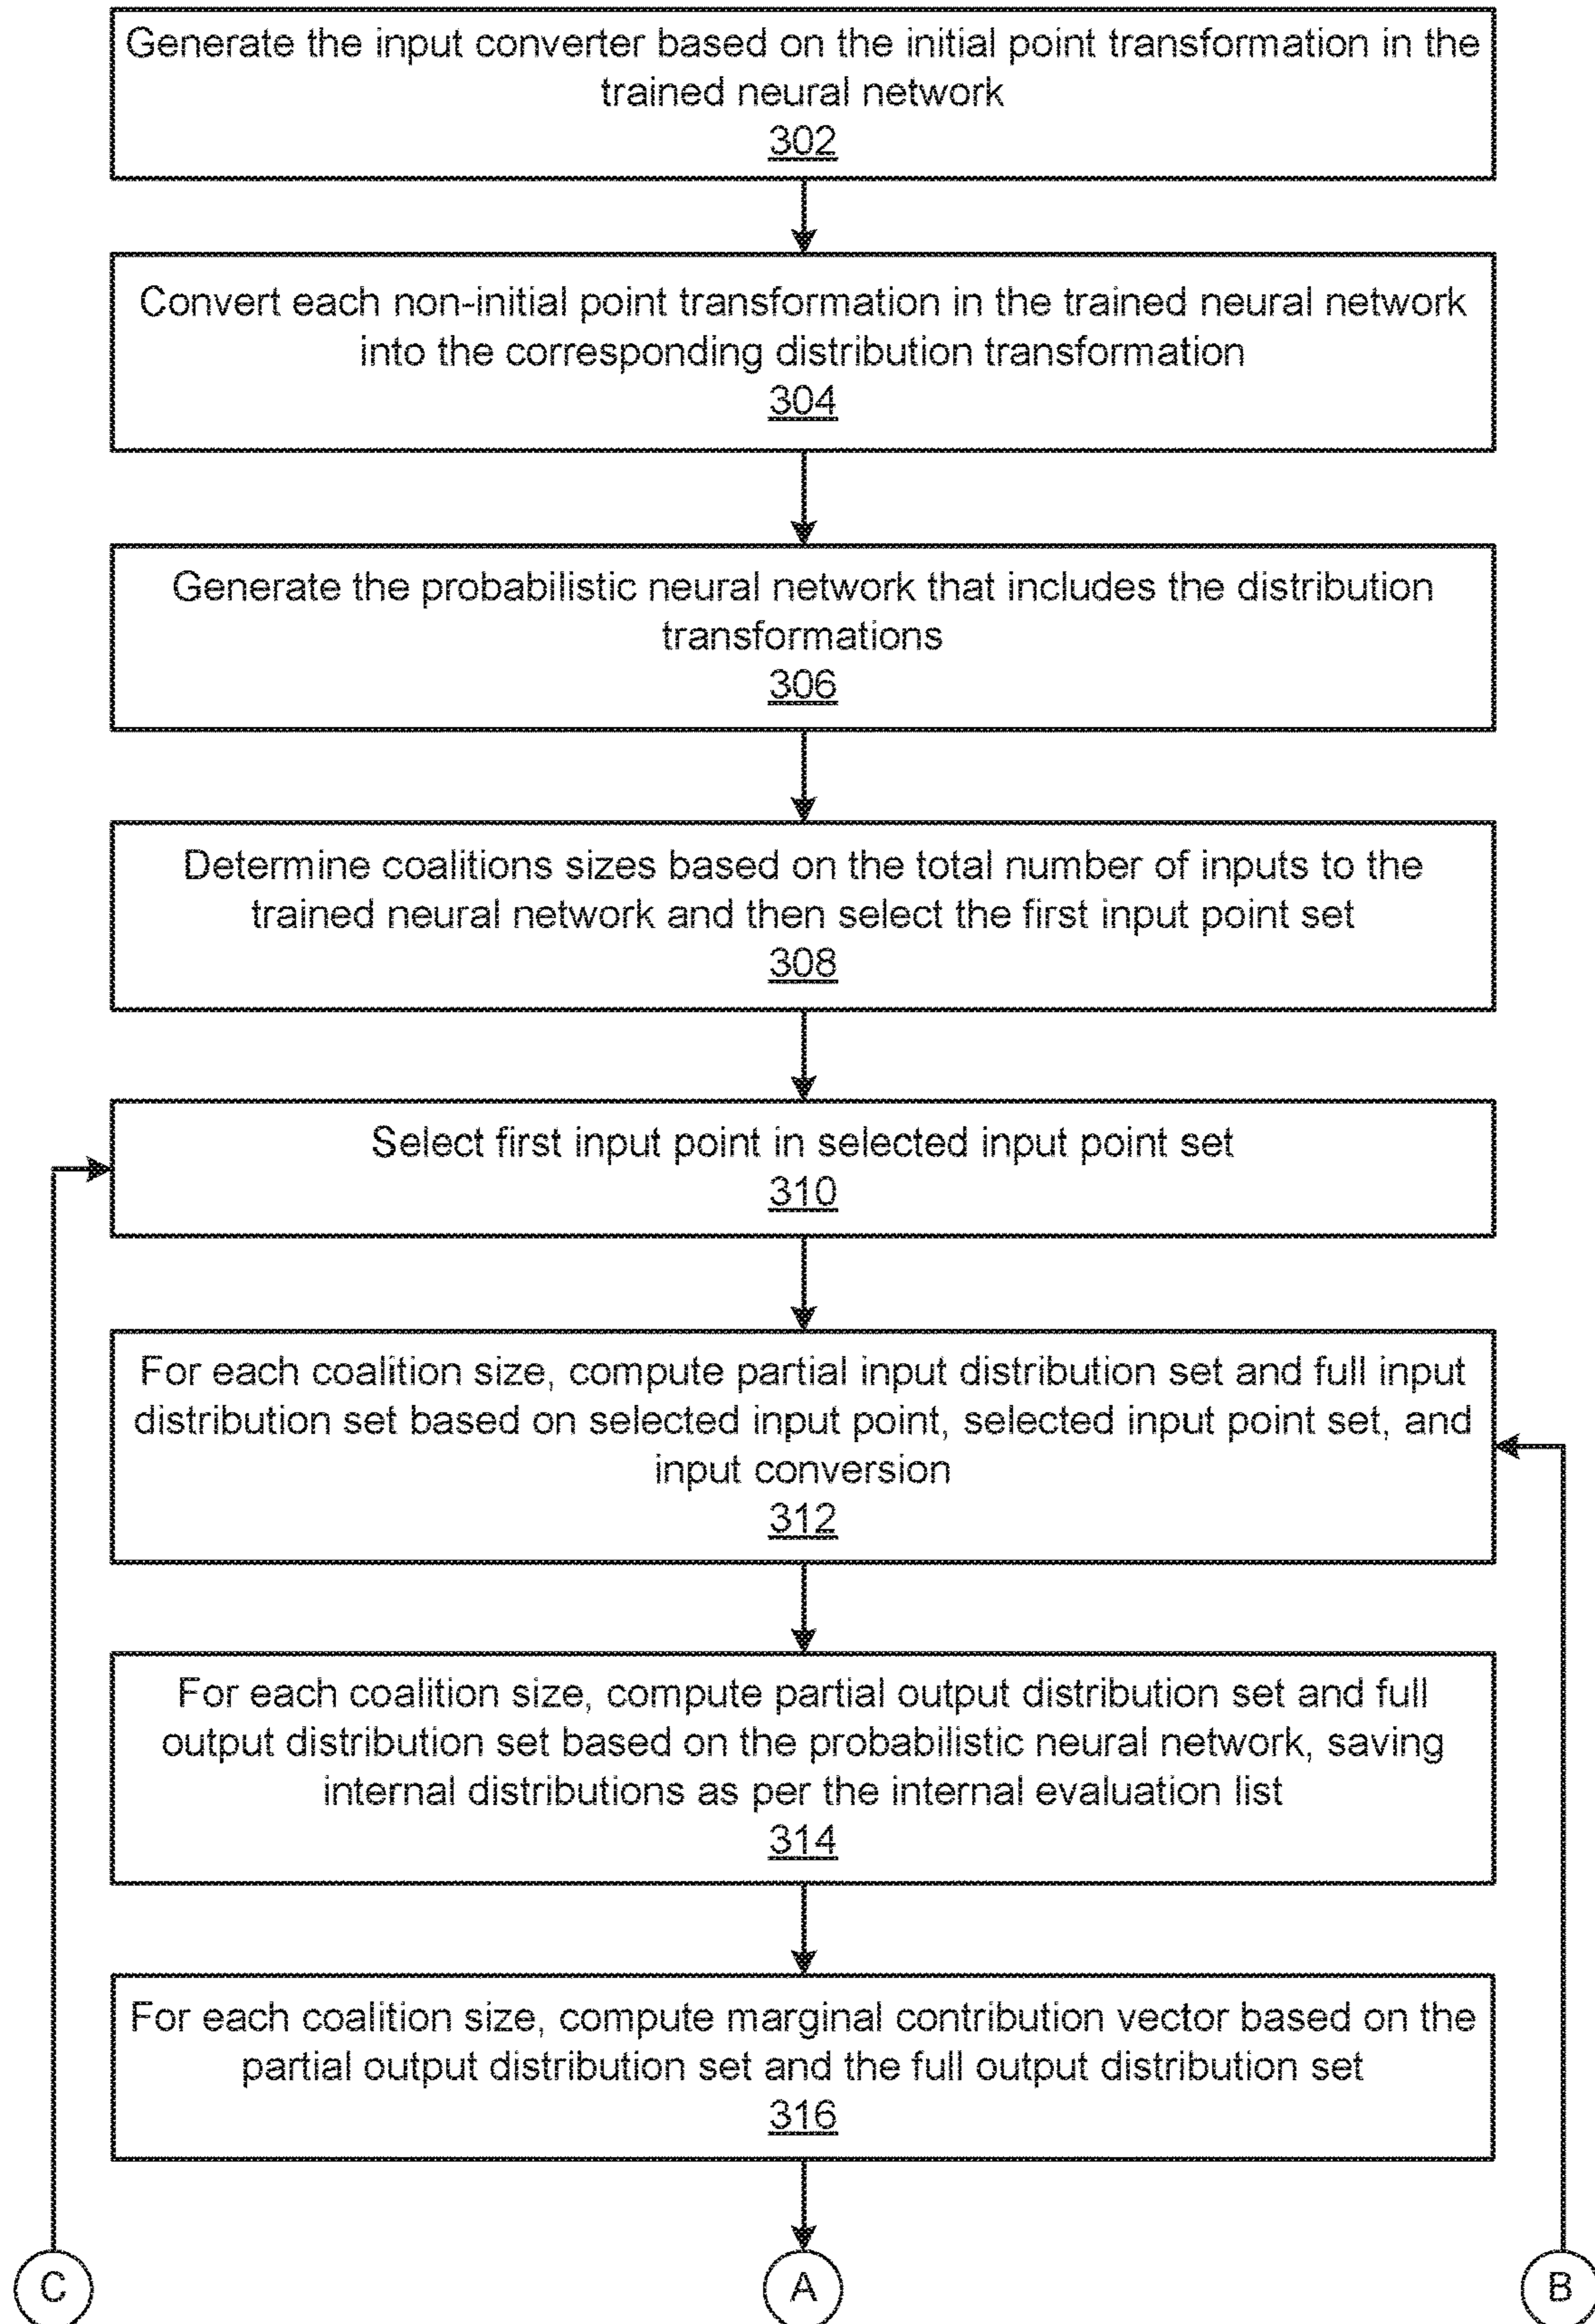 Generate the input converter based on the initial point transformation in the
trained neural network
302
Convert each non-initial point transformation in the trained neural network
into the corresponding distribution transformation
304
Generate the probabilistic neural network that includes the distribution
transformations
306
Determine coalitions sizes based on the total number of inputs to the
trained neural network and then select the first input point set
308
Select first input point in selected input point set
310
For each coalition size, compute partial input distribution set and full input
distribution set based on selected input point, selected input point set, and
input conversion
312
For each coalition size, compute partial output distribution set and full
output distribution set based on the probabilistic neural network, saving
internal distributions as per the internal evaluation list
314
For each coalition size, compute marginal contribution vector based on the
partial output distribution set and the full output distribution set
316
C
A
B